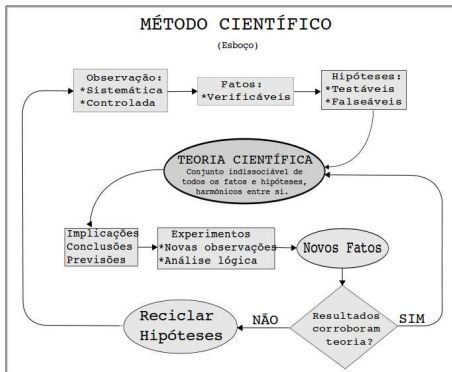 MÉTODO CIENTÍFICO
(Esboço)
Observação:
*Sistemática
*Controlada
Fatos:
*Verificáveis
Hipóteses:
*Testáveis
*Falseáveis
TEORIA CIENTÍFICA
Conjunto indissociável de
todos os fatos e hipóteses,
harmônicos entre si.
Implicações
Conclusões
Previsões
Experimentos
*Novas observações
*Análise lógica
Novos Fatos
Resultados
corroboram
teoria?
SIM
NÃO
Reciclar
Hipóteses